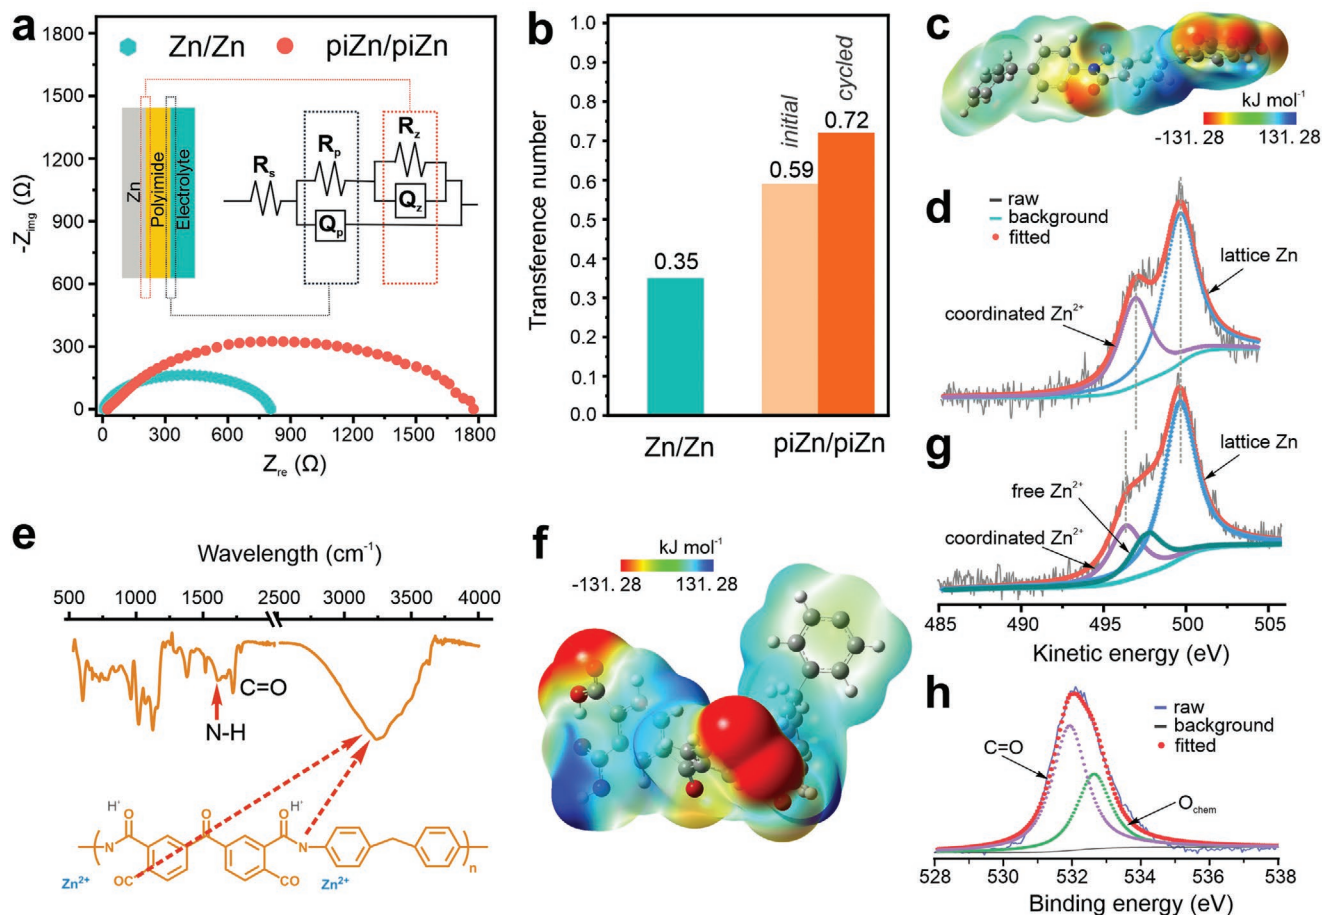 a
1800
1500
1200
900
600
300
0
-Z_img (Ω)
Zn/Zn
piZn/piZn
Zn
Polyimide
Electrolyte
R_s
R_p
Q_p
R_z
Q_z
0 300 600 900 1200 1500 1800
Z_re (Ω)
b
1.0
0.9
0.8
0.7
0.6
0.5
0.4
0.3
0.2
0.1
0.0
Transference number
initial
cycled
0.35
0.59
0.72
Zn/Zn
piZn/piZn
c
kJ mol⁻¹
-131.28 131.28
d
raw
background
fitted
lattice Zn
coordinated Zn²⁺
g
lattice Zn
free Zn²⁺
coordinated Zn²⁺
485 490 495 500 505
Kinetic energy (eV)
e
Wavelength (cm⁻¹)
500 1000 1500 2500 3000 3500 4000
C=O
N-H
H⁺
O
O
O
H⁺
N
N
n
OC
CO
Zn²⁺
Zn²⁺
f
kJ mol⁻¹
-131.28 131.28
h
raw
background
fitted
C=O
O_chem
528 530 532 534 536 538
Binding energy (eV)